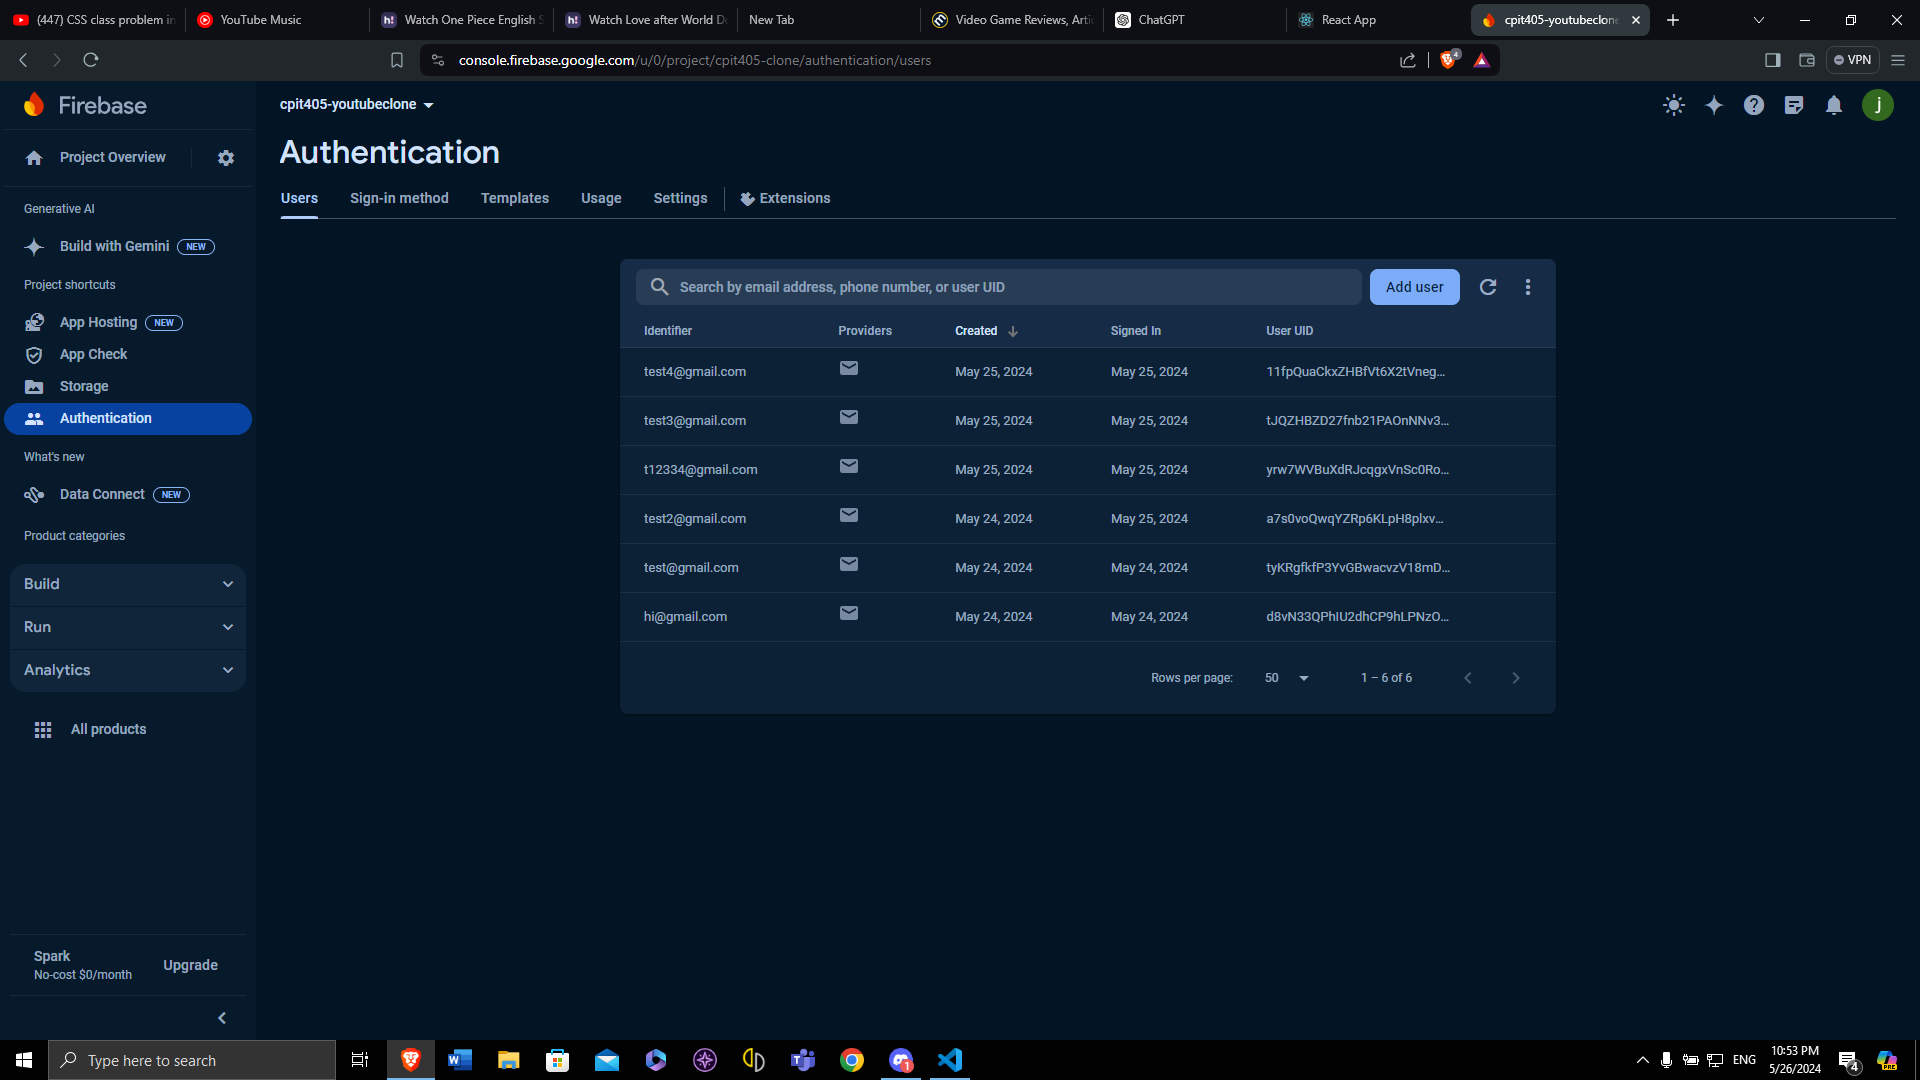 (447) CSS class problem in
YouTube Music
Watch One Piece English S
Watch Love after World D
New Tab
Video Game Reviews, Arti
ChatGPT
React App
cpit405-youtubeclone
console.firebase.google.com/u/0/project/cpit405-clone/authentication/users
4
VPN
Firebase
cpit405-youtubeclone
j
Project Overview
Authentication
Users
Sign-in method
Templates
Usage
Settings
Extensions
Generative AI
Build with Gemini NEW
Project shortcuts
App Hosting NEW
App Check
Storage
Authentication
What's new
Data Connect NEW
Product categories
Build
Run
Analytics
All products
Spark
No-cost $0/month
Upgrade
Search by email address, phone number, or user UID
Add user
Identifier Providers Created Signed In User UID
test4@gmail.com May 25, 2024 May 25, 2024 11fpQuaCkxZHBfVt6X2tVneg...
test3@gmail.com May 25, 2024 May 25, 2024 tJQZHBZD27fnb21PAOnNNv3...
t12334@gmail.com May 25, 2024 May 25, 2024 yrw7WVBuXdRJcqgxVnSc0Ro...
test2@gmail.com May 24, 2024 May 25, 2024 a7s0voQwqYZRp6KLpH8plxv...
test@gmail.com May 24, 2024 May 24, 2024 tyKRgfkfP3YvGBwacvzV18mD...
hi@gmail.com May 24, 2024 May 24, 2024 d8vN33QPhIU2dhCP9hLPNzO...
Rows per page: 50 1 – 6 of 6
Type here to search
1
ENG
10:53 PM
5/26/2024
4
PRE